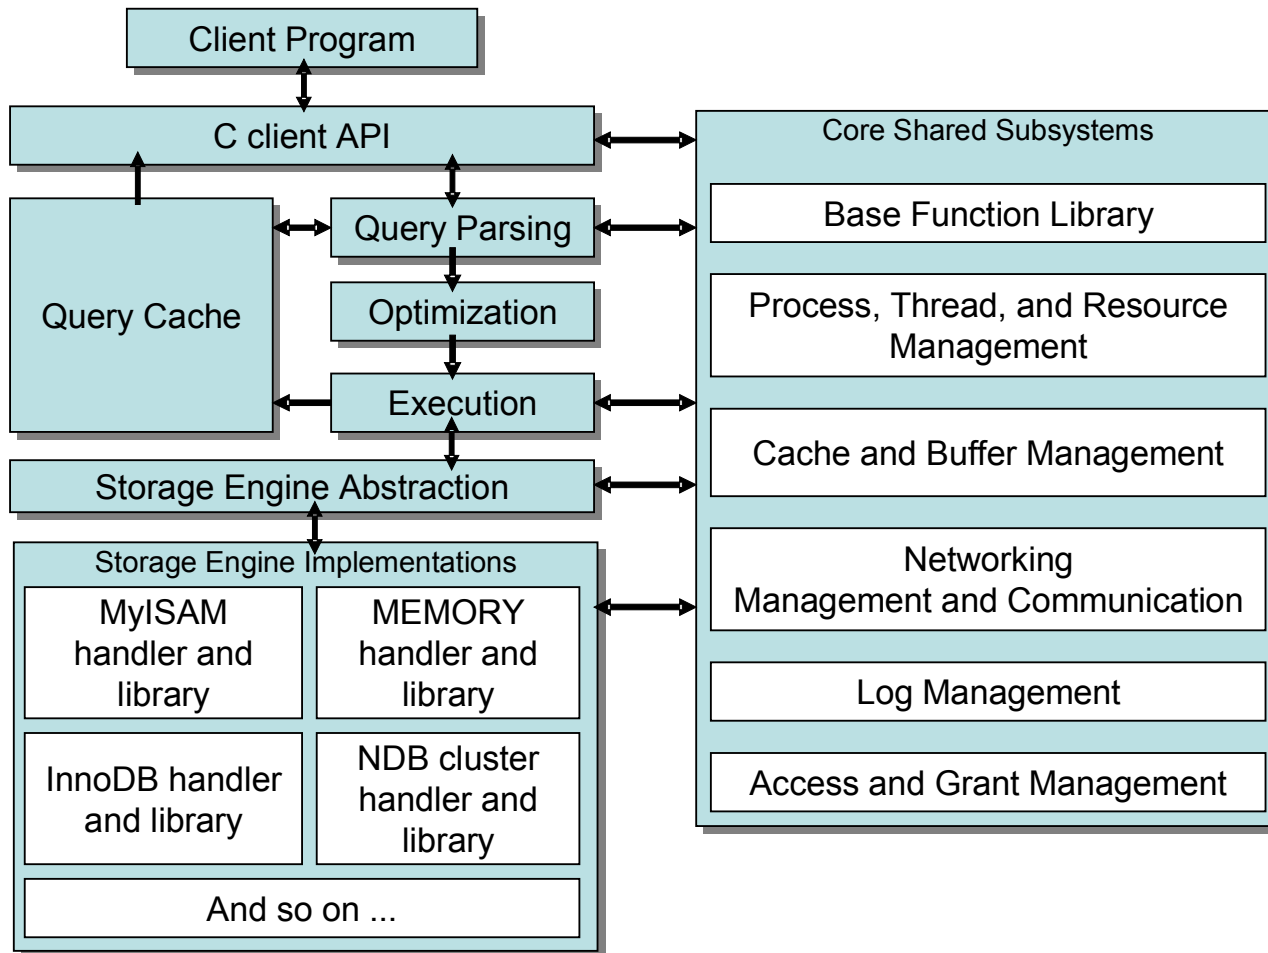 Client Program
C client API
Query Cache
Query Parsing
Optimization
Execution
Storage Engine Abstraction
Storage Engine Implementations
MyISAM
handler and
library
MEMORY
handler and
library
InnoDB handler
and library
NDB cluster
handler and
library
And so on ...
Core Shared Subsystems
Base Function Library
Process, Thread, and Resource
Management
Cache and Buffer Management
Networking
Management and Communication
Log Management
Access and Grant Management